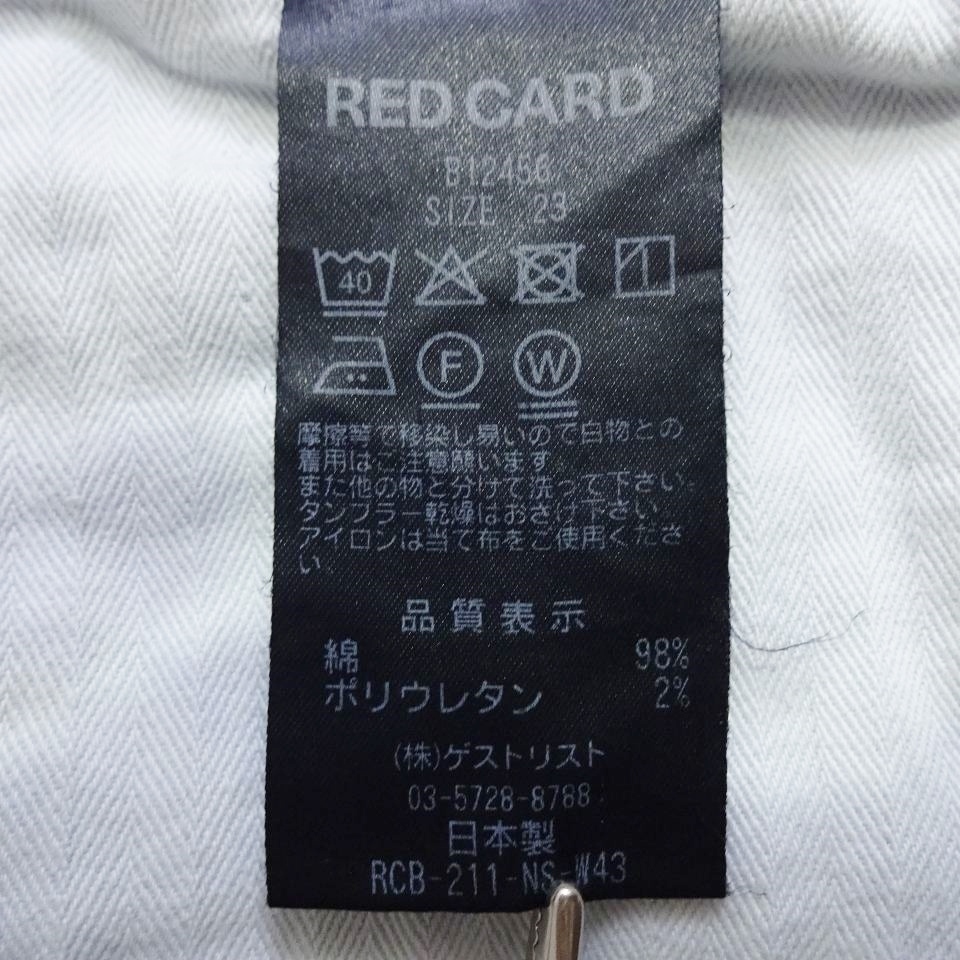 RED CARD
B12456
SIZE 23
40
F
W
摩擦等で移染し易いので白物との
着用はご注意願います。
また他の物と分けて洗って下さい。
タンブラー乾燥はおさけ下さい。
アイロンは当て布をご使用くださ
い。
品質表示
綿 98%
ポリウレタン 2%
(株)ゲストリスト
03-5728-8788
日本製
RCB-211-NS-W43